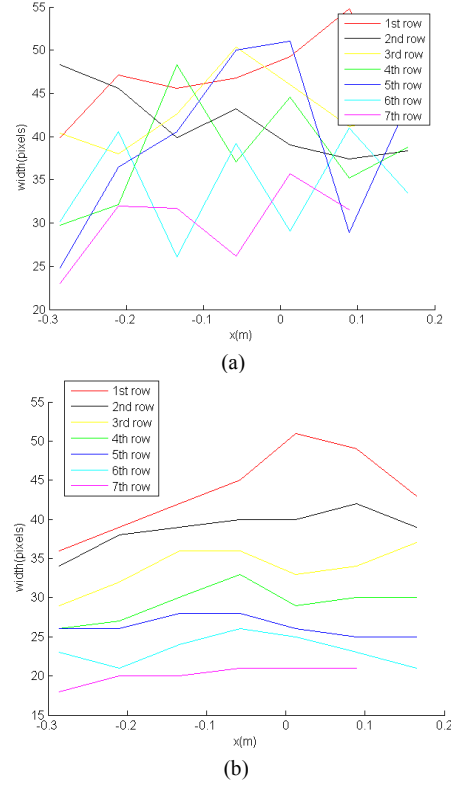 55
50
45
40
35
30
25
20
width(pixels)
-0.3
-0.2
-0.1
0
0.1
0.2
x(m)
1st row
2nd row
3rd row
4th row
5th row
6th row
7th row
(a)
55
50
45
40
35
30
25
20
15
width(pixels)
-0.3
-0.2
-0.1
0
0.1
0.2
x(m)
1st row
2nd row
3rd row
4th row
5th row
6th row
7th row
(b)